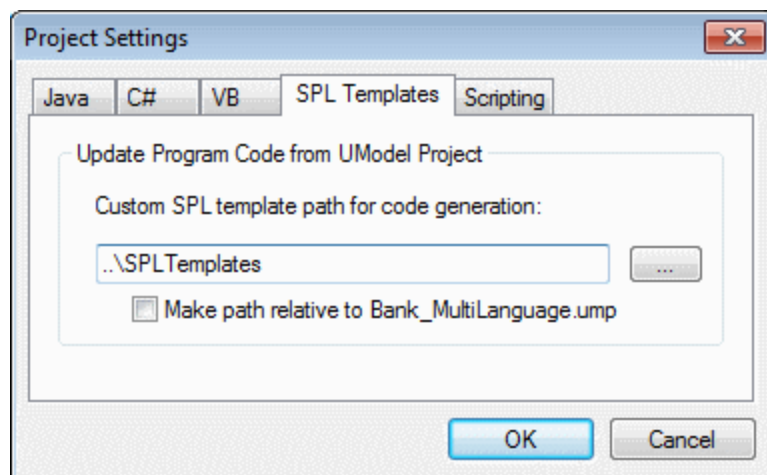 Project Settings
Java C# VB SPL Templates Scripting
Update Program Code from UModel Project
Custom SPL template path for code generation:
..\SPLTemplates ...
Make path relative to Bank_MultiLanguage.ump
OK Cancel